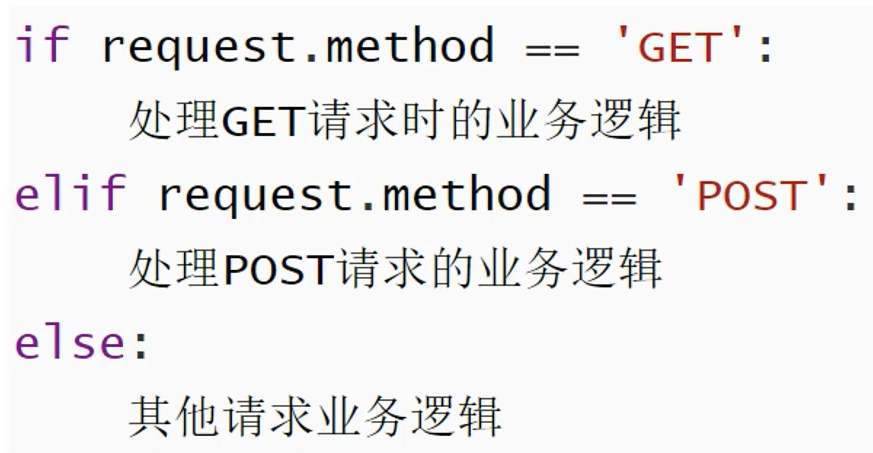 if request.method == 'GET':
处理GET请求时的业务逻辑
elif request.method == 'POST':
处理POST请求的业务逻辑
else:
其他请求业务逻辑